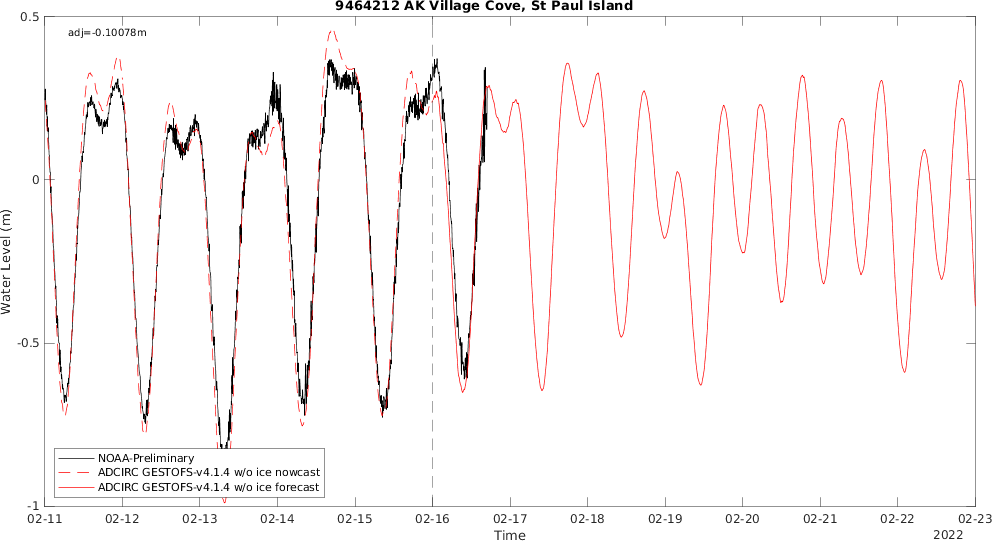 9464212 AK Village Cove, St Paul Island
adj=-0.10078m
0.5
0
-0.5
-1
Water Level (m)
NOAA-Preliminary
ADCIRC GESTOFS-v4.1.4 w/o ice nowcast
ADCIRC GESTOFS-v4.1.4 w/o ice forecast
02-11 02-12 02-13 02-14 02-15 02-16 02-17 02-18 02-19 02-20 02-21 02-22 02-23
Time
2022